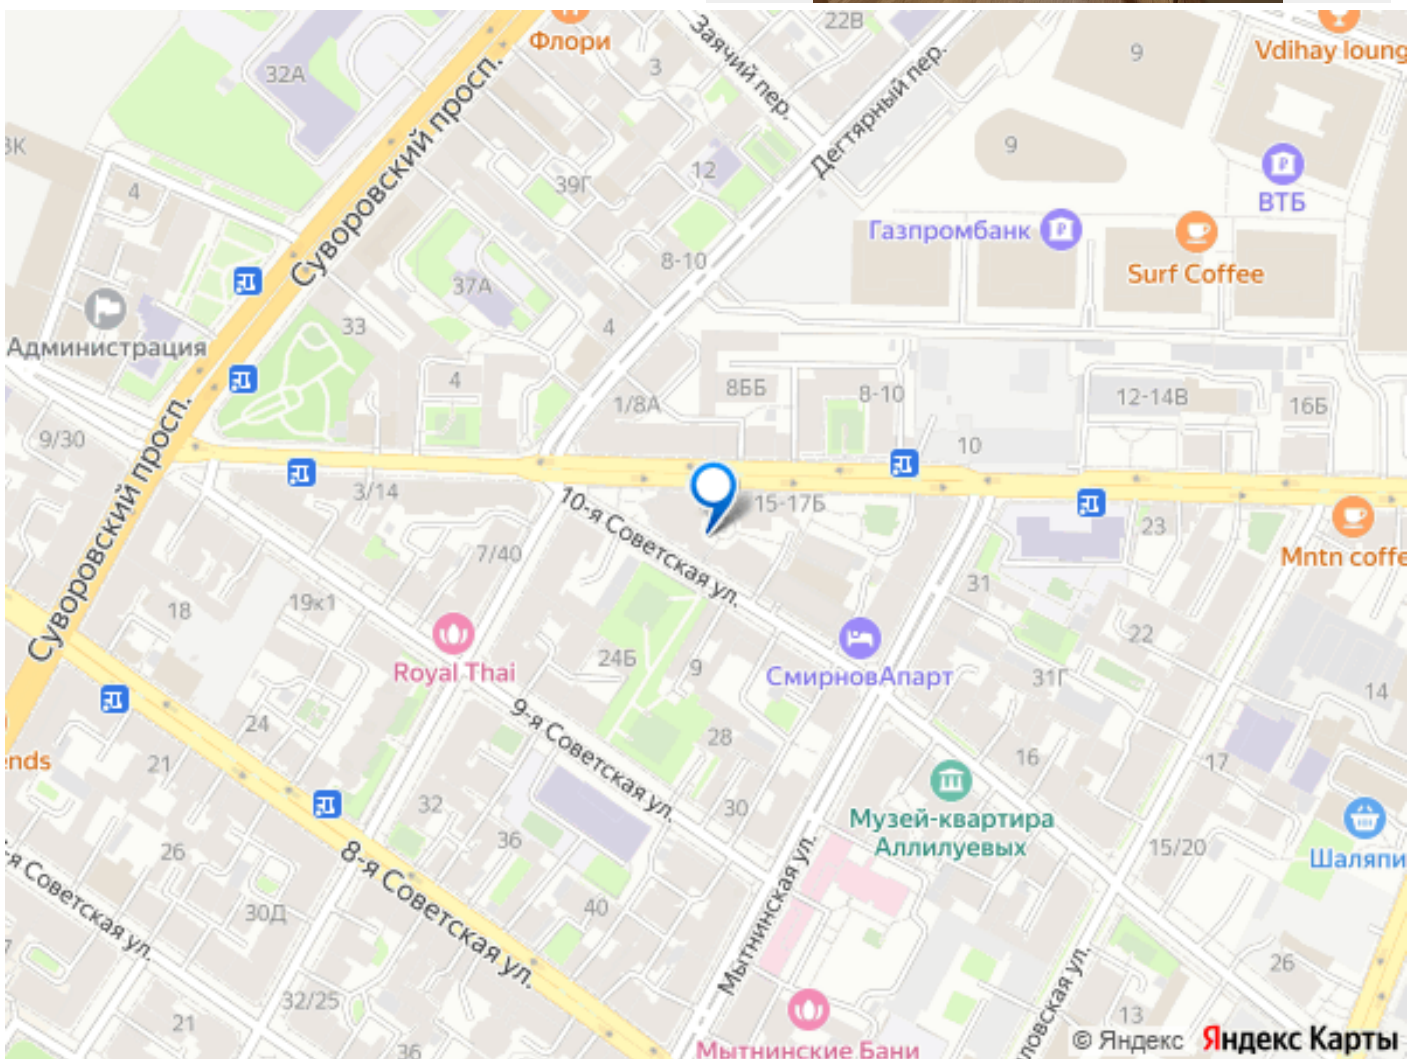 Флори
22В
Vdihay loung
32А
3
Заячий пер.
9
Суворовский просп.
Дегтярный пер.
3К
9
4
39Г
12
ВТБ
Газпромбанк
8-10
Surf Coffee
37А
33
4
Администрация
4
8ББ
8-10
12-14В
1/8А
16Б
9/30
10
3/14
10-я Советская ул.
15-17Б
23
Суворовский просп.
7/40
Mntn coffe
31
19к1
18
22
24Б
9
Royal Thai
СмирновАпарт
31Г
14
9-я Советская ул.
24
28
16
ends
21
17
32
30
Музей-квартира
Аллилуевых
36
15/20
8-я Советская ул.
26
Шаляпи
-я Советская ул.
30Д
40
Мытнинская ул.
7
26
32/25
21
13
ловская ул.
36
Мытнинские Бани
© Яндекс Яндекс Карты